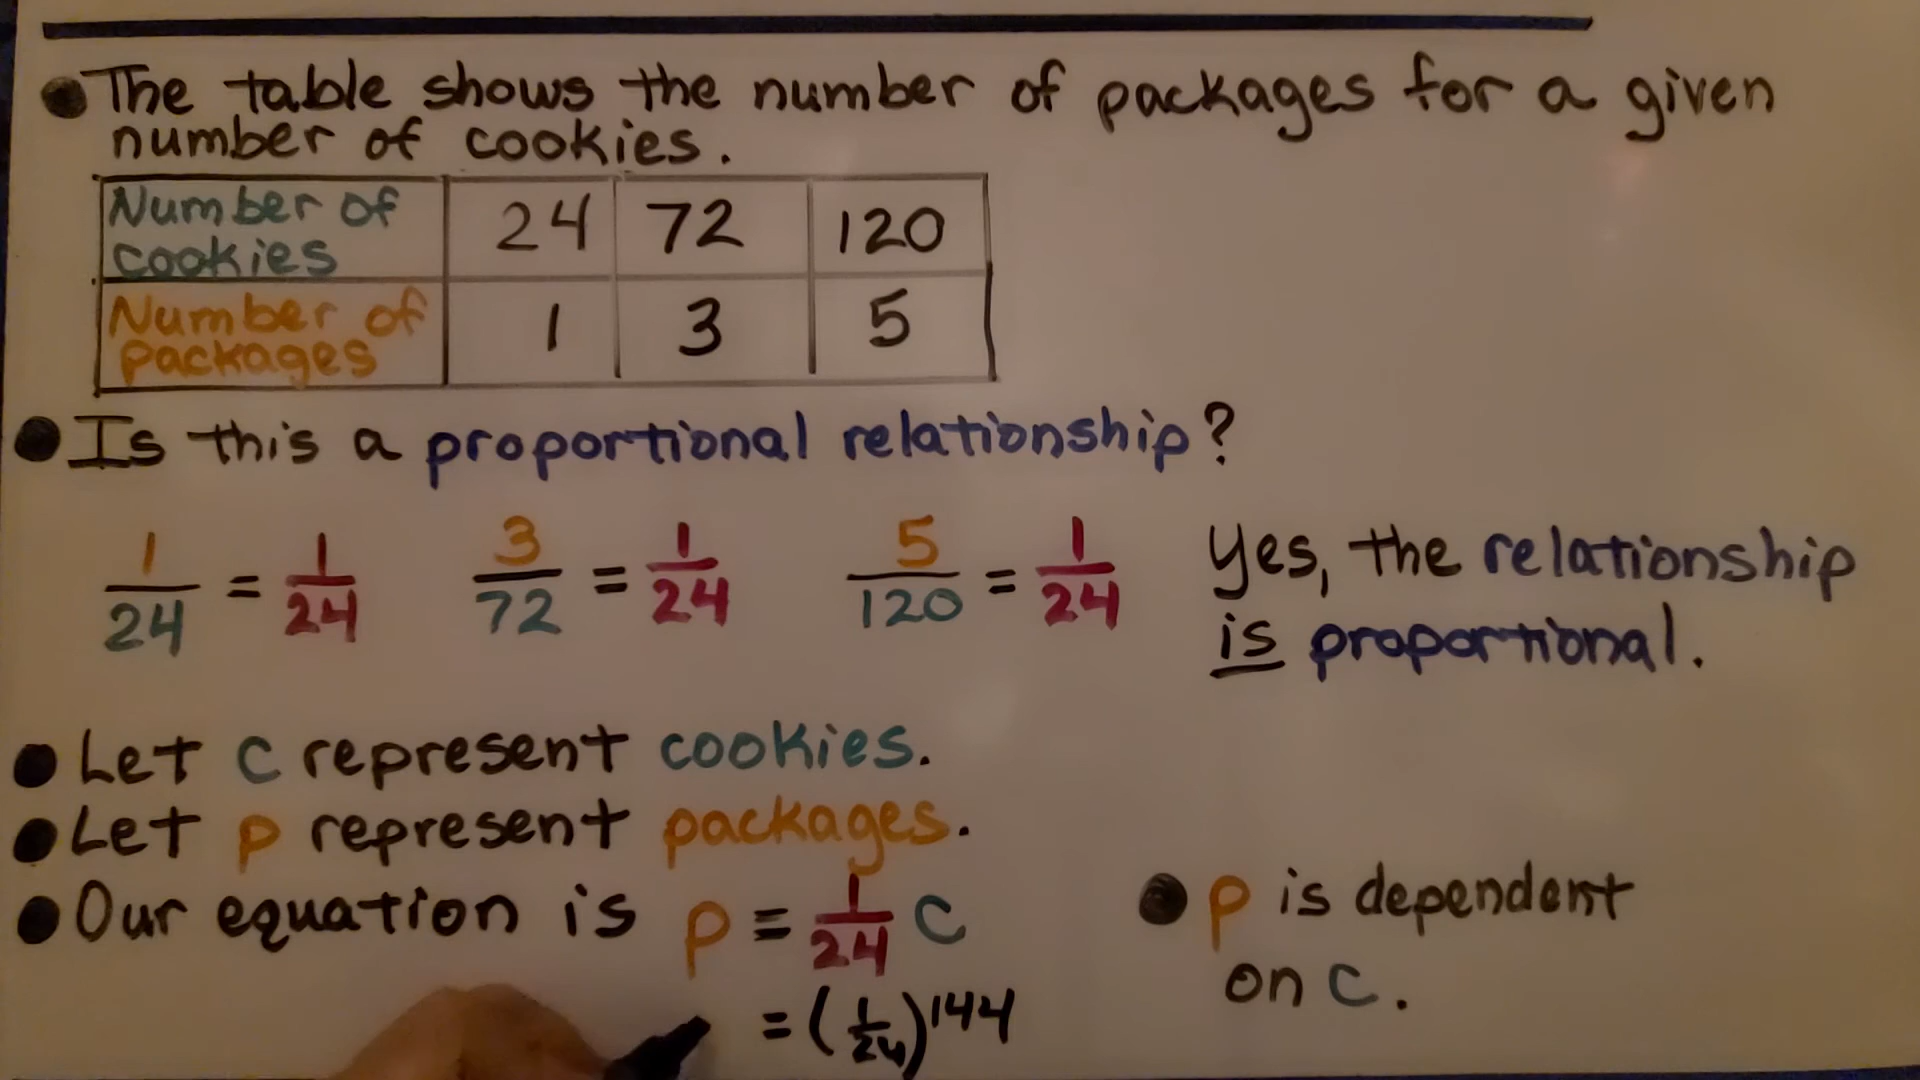 The table shows the number of packages for a given
number of cookies.
Number of cookies 24 72 120
Number of packages 1 3 5
Is this a proportional relationship?
1/24 = 1/24 3/72 = 1/24 5/120 = 1/24
Yes, the relationship
is proportional.
Let c represent cookies.
Let p represent packages.
Our equation is p = 1/24 c
= (1/24)144
p is dependent
on c.